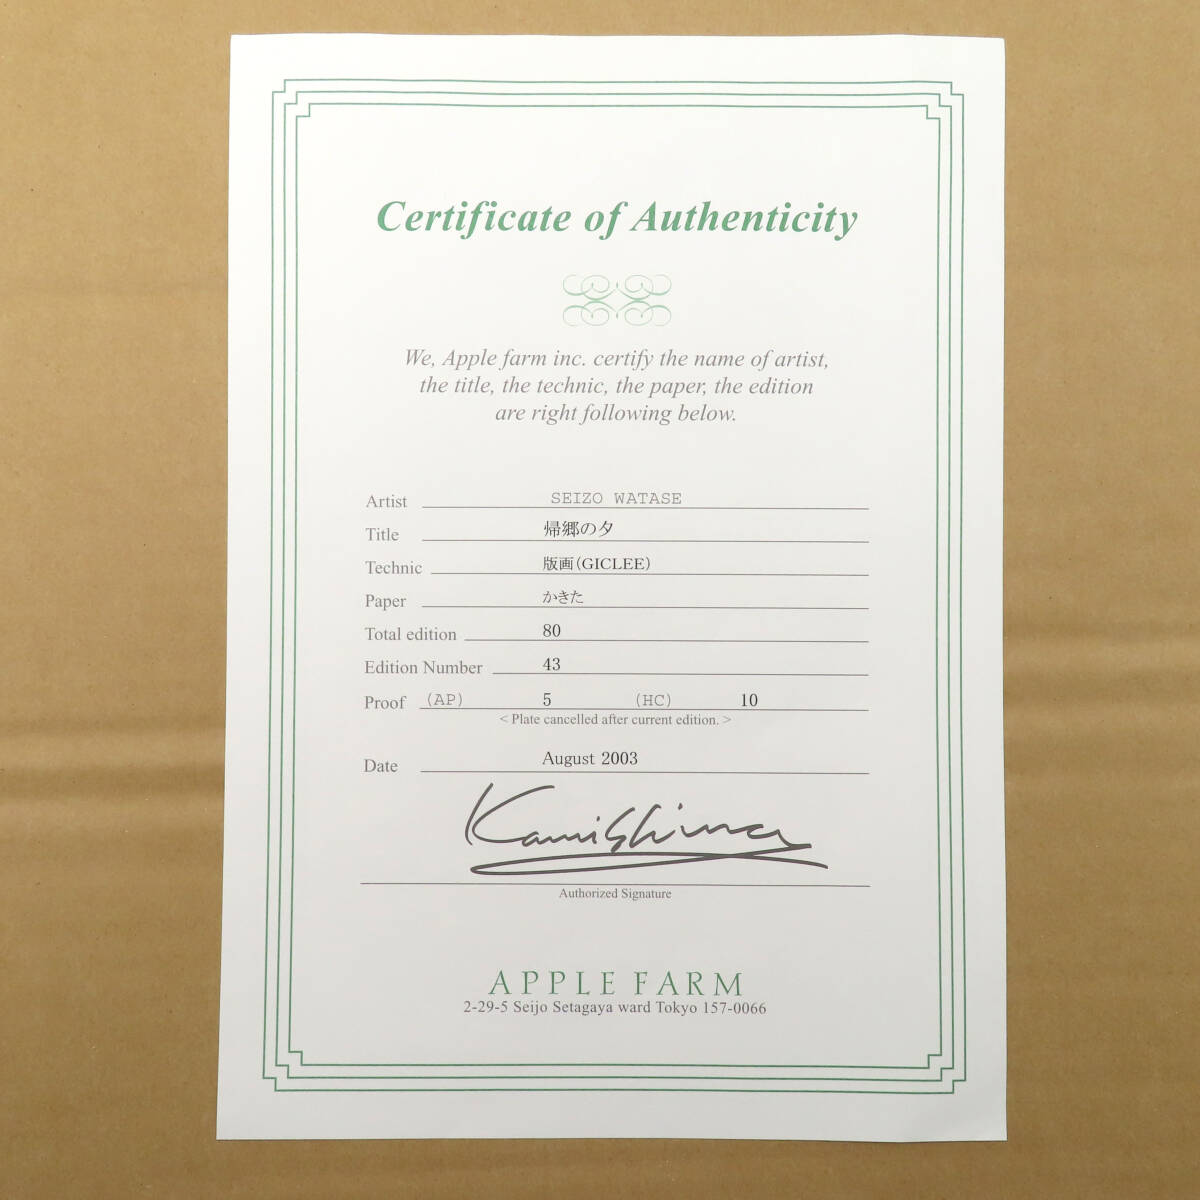 Certificate of Authenticity
We, Apple farm inc. certify the name of artist,
the title, the technic, the paper, the edition
are right following below.
Artist SEIZO WATASE
Title 帰郷の夕
Technic 版画(GICLEE)
Paper かきた
Total edition 80
Edition Number 43
Proof (AP) 5 (HC) 10
< Plate cancelled after current edition. >
Date August 2003
Kamishima
Authorized Signature
APPLE FARM
2-29-5 Seijo Setagaya ward Tokyo 157-0066